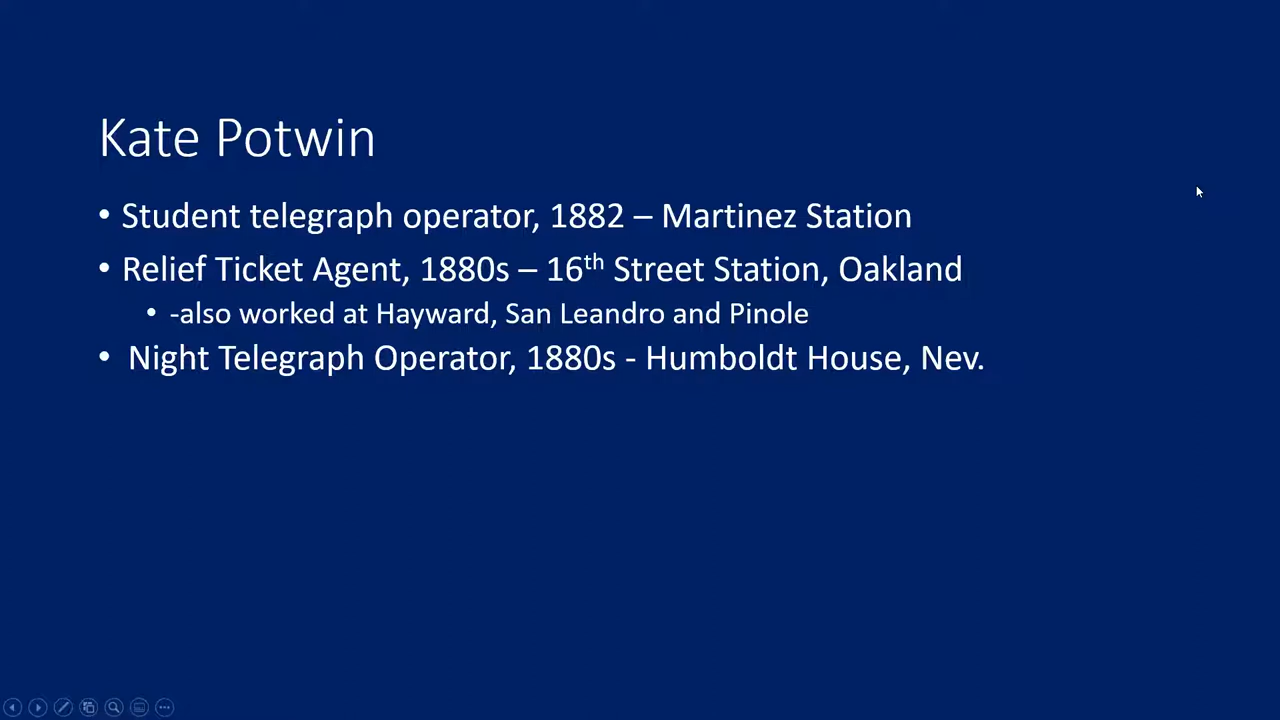 Kate Potwin
• Student telegraph operator, 1882 – Martinez Station
• Relief Ticket Agent, 1880s – 16th Street Station, Oakland
• -also worked at Hayward, San Leandro and Pinole
• Night Telegraph Operator, 1880s - Humboldt House, Nev.